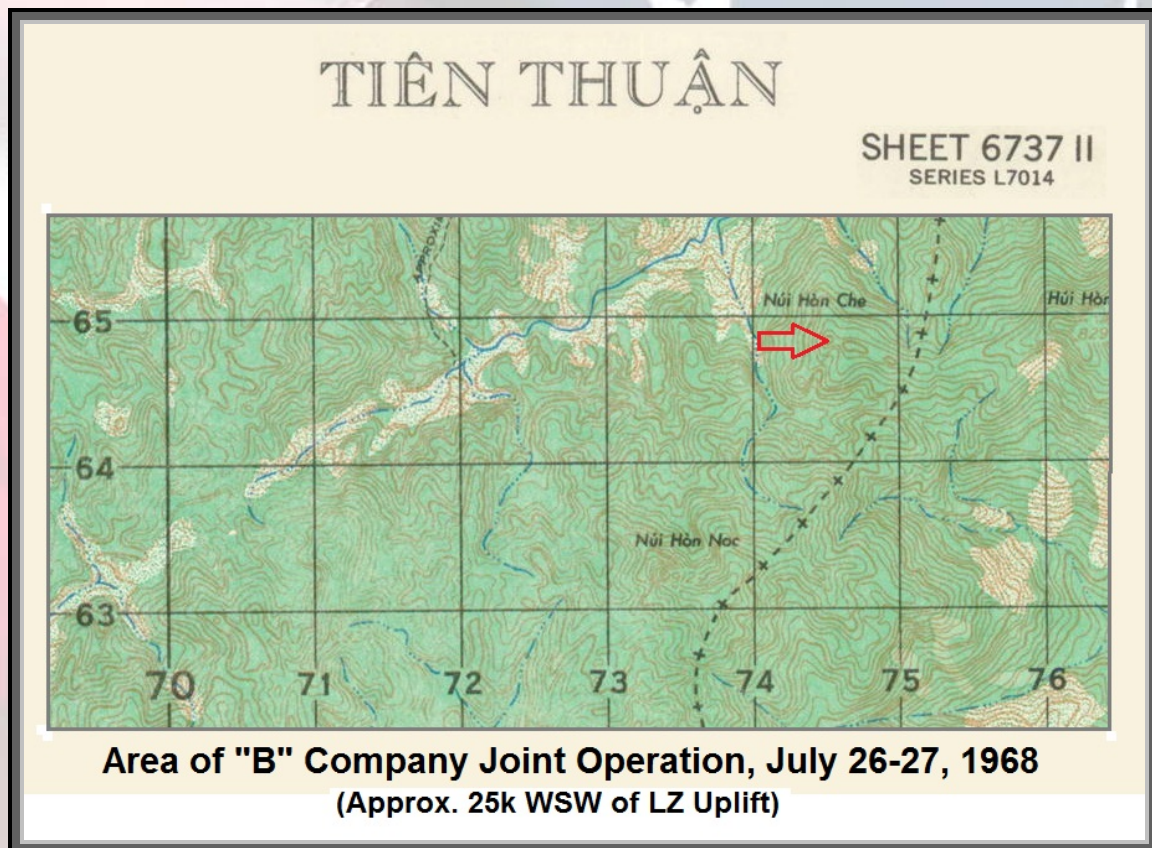 TIÊN THUẬN
SHEET 6737 II
SERIES L7014
Núi Hòn Che
65
64
Núi Hòn Noc
63
70 71 72 73 74 75 76
Area of "B" Company Joint Operation, July 26-27, 1968
(Approx. 25k WSW of LZ Uplift)